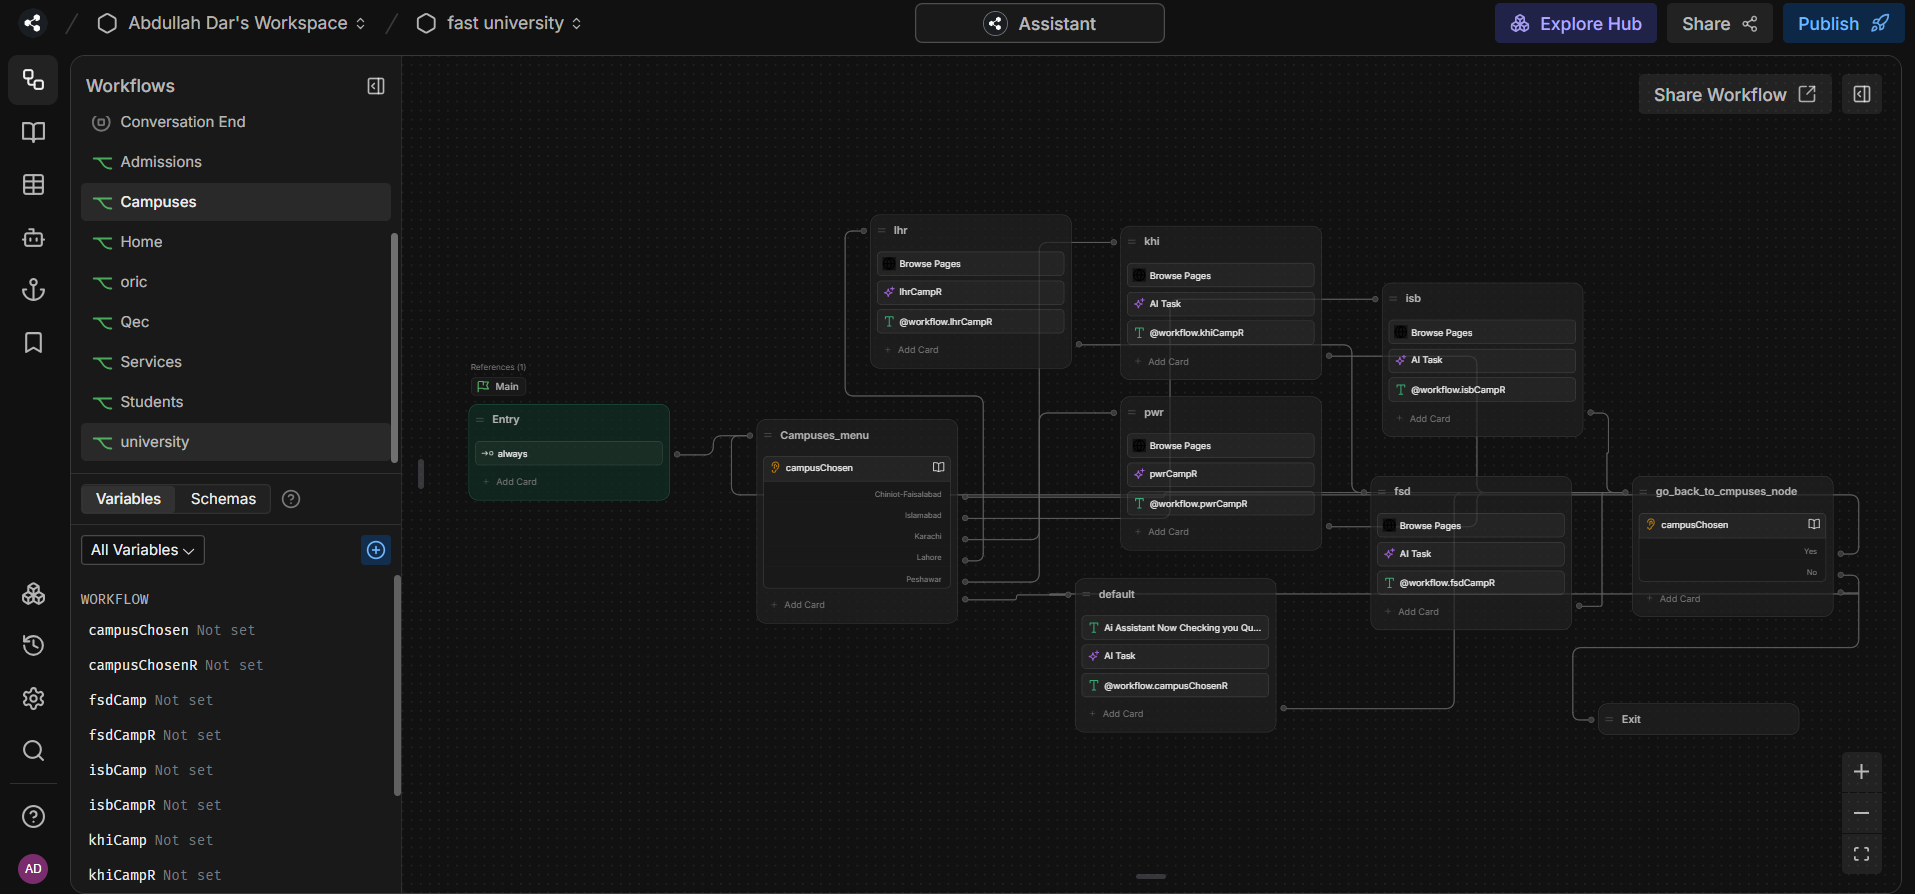 Abdullah Dar's Workspace
fast university
Assistant
Explore Hub
Share
Publish
Workflows
Conversation End
Admissions
Campuses
Home
oric
Qec
Services
Students
university
Variables
Schemas
All Variables
WORKFLOW
campusChosen Not set
campusChosenR Not set
fsdCamp Not set
fsdCampR Not set
isbCamp Not set
isbCampR Not set
khiCamp Not set
khiCampR Not set
AD
Share Workflow
References (1)
Main
Entry
always
Add Card
Campuses_menu
campusChosen
Chiniot-Faisalabad
Islamabad
Karachi
Lahore
Peshawar
Add Card
lhr
Browse Pages
lhrCampR
@workflow.lhrCampR
Add Card
khi
Browse Pages
AI Task
@workflow.khiCampR
Add Card
pwr
Browse Pages
pwrCampR
@workflow.pwrCampR
Add Card
default
Ai Assistant Now Checking you Qu...
AI Task
@workflow.campusChosenR
Add Card
isb
Browse Pages
AI Task
@workflow.isbCampR
Add Card
fsd
Browse Pages
AI Task
@workflow.fsdCampR
Add Card
go_back_to_cmpuses_node
campusChosen
Yes
No
Add Card
Exit